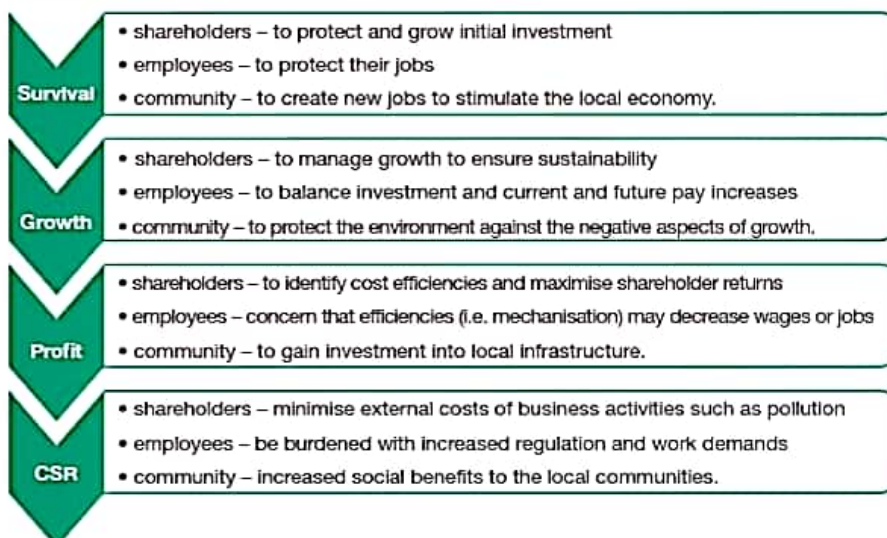 Survival
• shareholders – to protect and grow initial investment
• employees – to protect their jobs
• community – to create new jobs to stimulate the local economy.
Growth
• shareholders – to manage growth to ensure sustainability
• employees – to balance investment and current and future pay increases
• community – to protect the environment against the negative aspects of growth.
Profit
• shareholders – to identify cost efficiencies and maximise shareholder returns
• employees – concern that efficiencies (i.e. mechanisation) may decrease wages or jobs
• community – to gain investment into local infrastructure.
CSR
• shareholders – minimise external costs of business activities such as pollution
• employees – be burdened with increased regulation and work demands
• community – increased social benefits to the local communities.